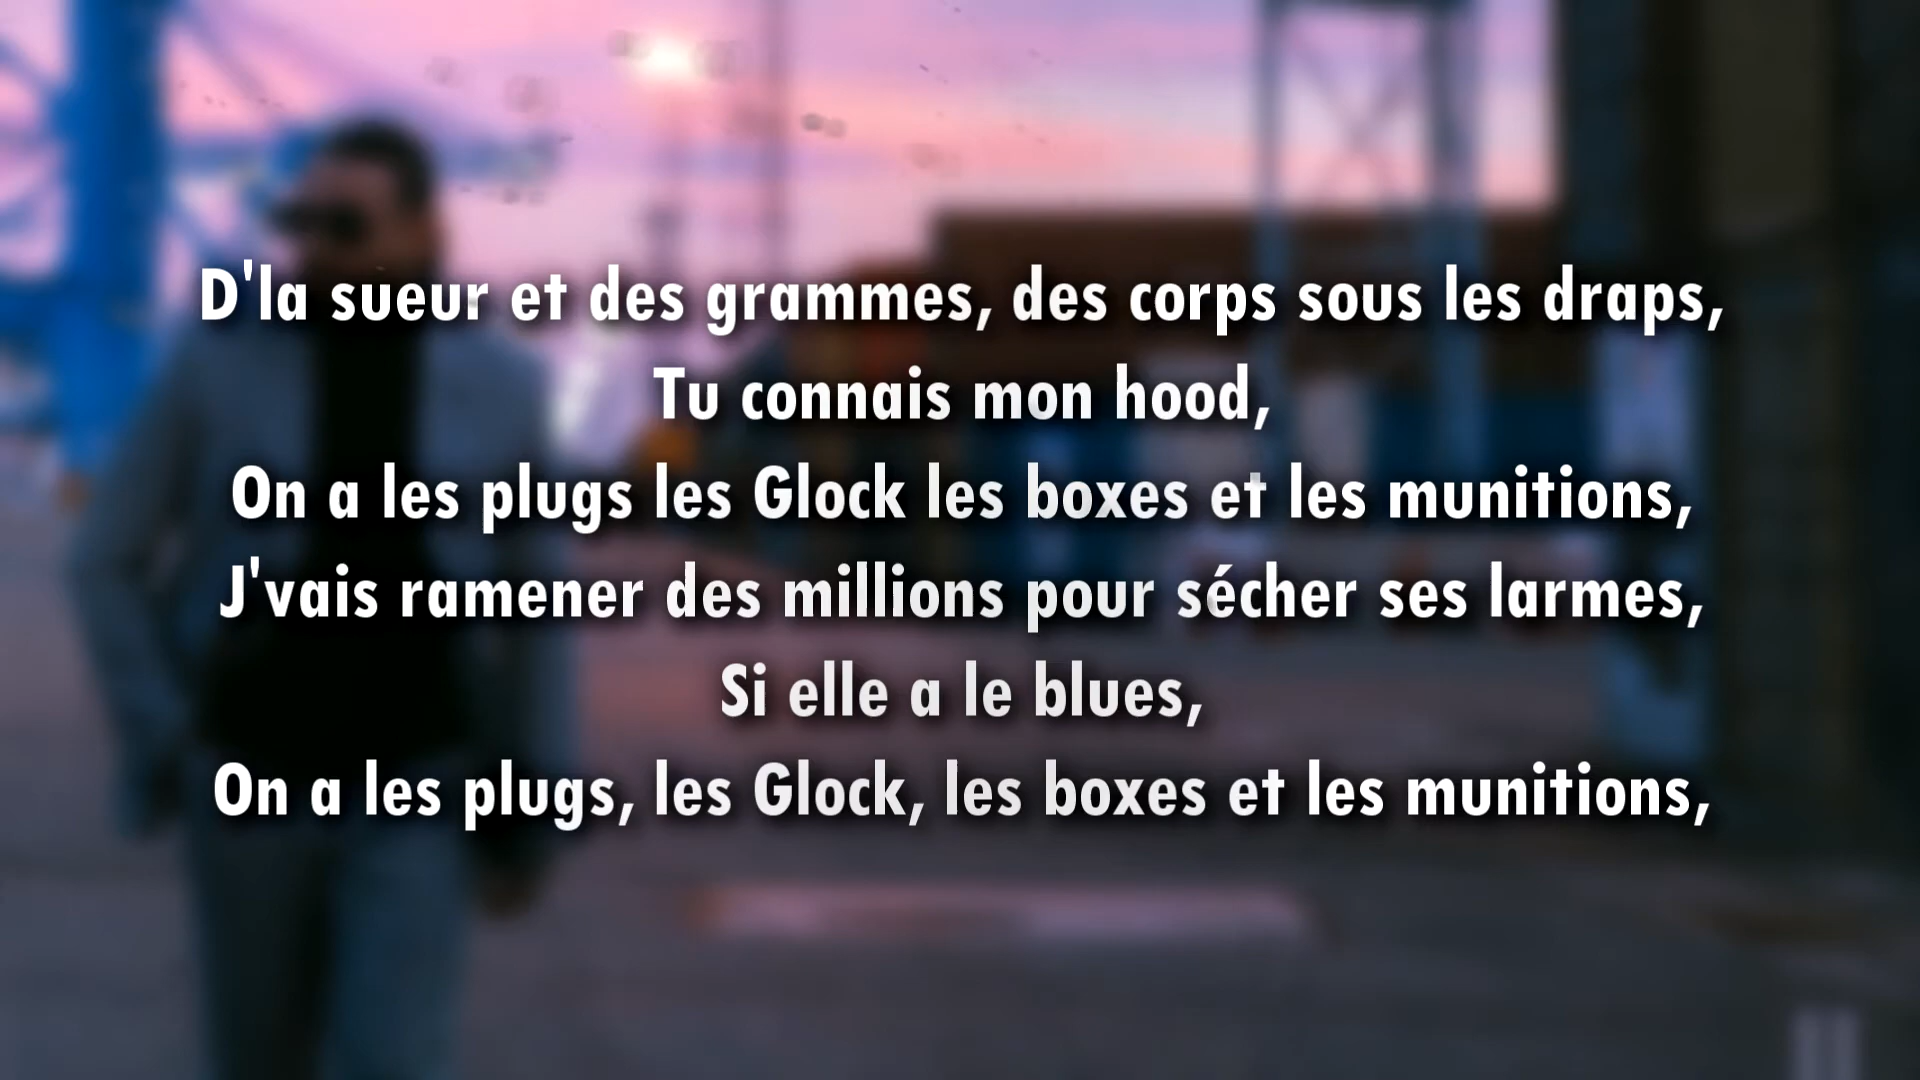 D'la sueur et des grammes, des corps sous les draps,
Tu connais mon hood,
On a les plugs les Glock les boxes et les munitions,
J'vais ramener des millions pour sécher ses larmes,
Si elle a le blues,
On a les plugs, les Glock, les boxes et les munitions,